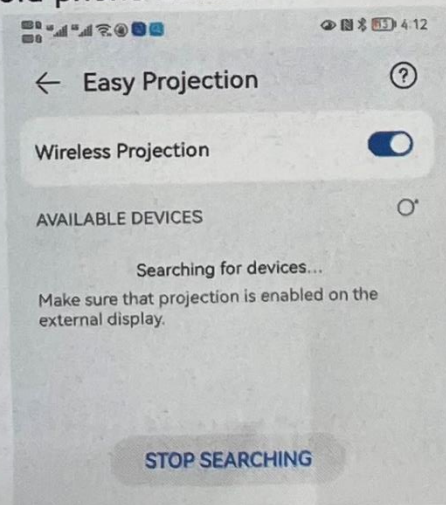 4:12
Easy Projection
Wireless Projection
AVAILABLE DEVICES
Searching for devices...
Make sure that projection is enabled on the
external display.
STOP SEARCHING